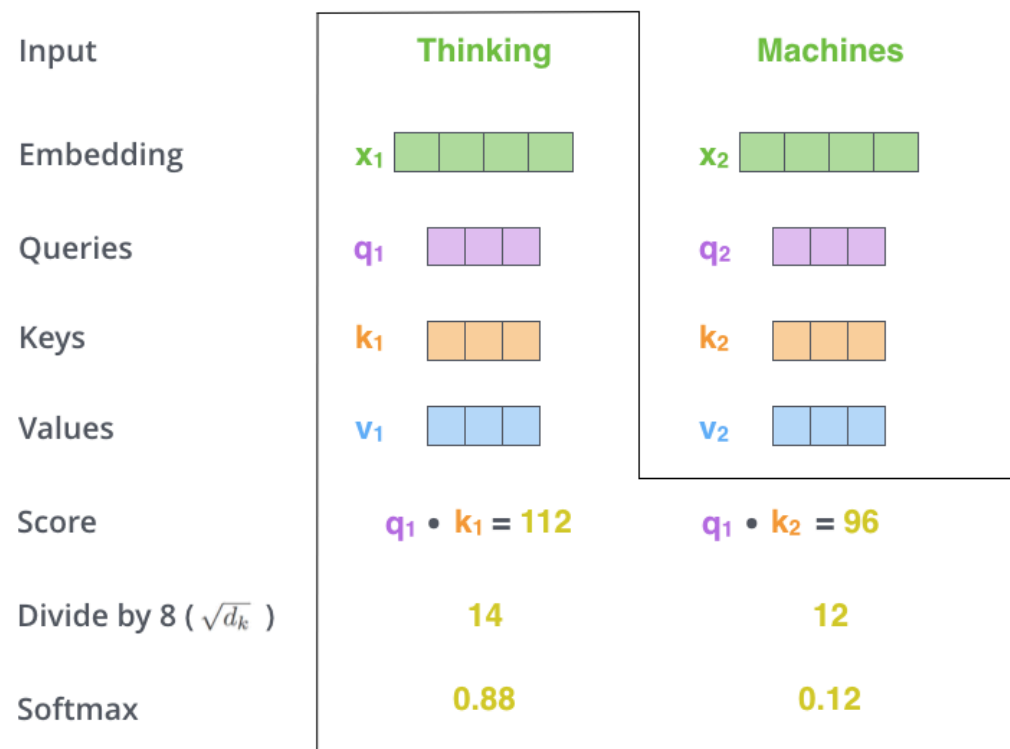 Input Thinking Machines
Embedding x₁ x₂
Queries q₁ q₂
Keys k₁ k₂
Values v₁ v₂
Score q₁ • k₁ = 112 q₁ • k₂ = 96
Divide by 8 ( √dₖ ) 14 12
Softmax 0.88 0.12